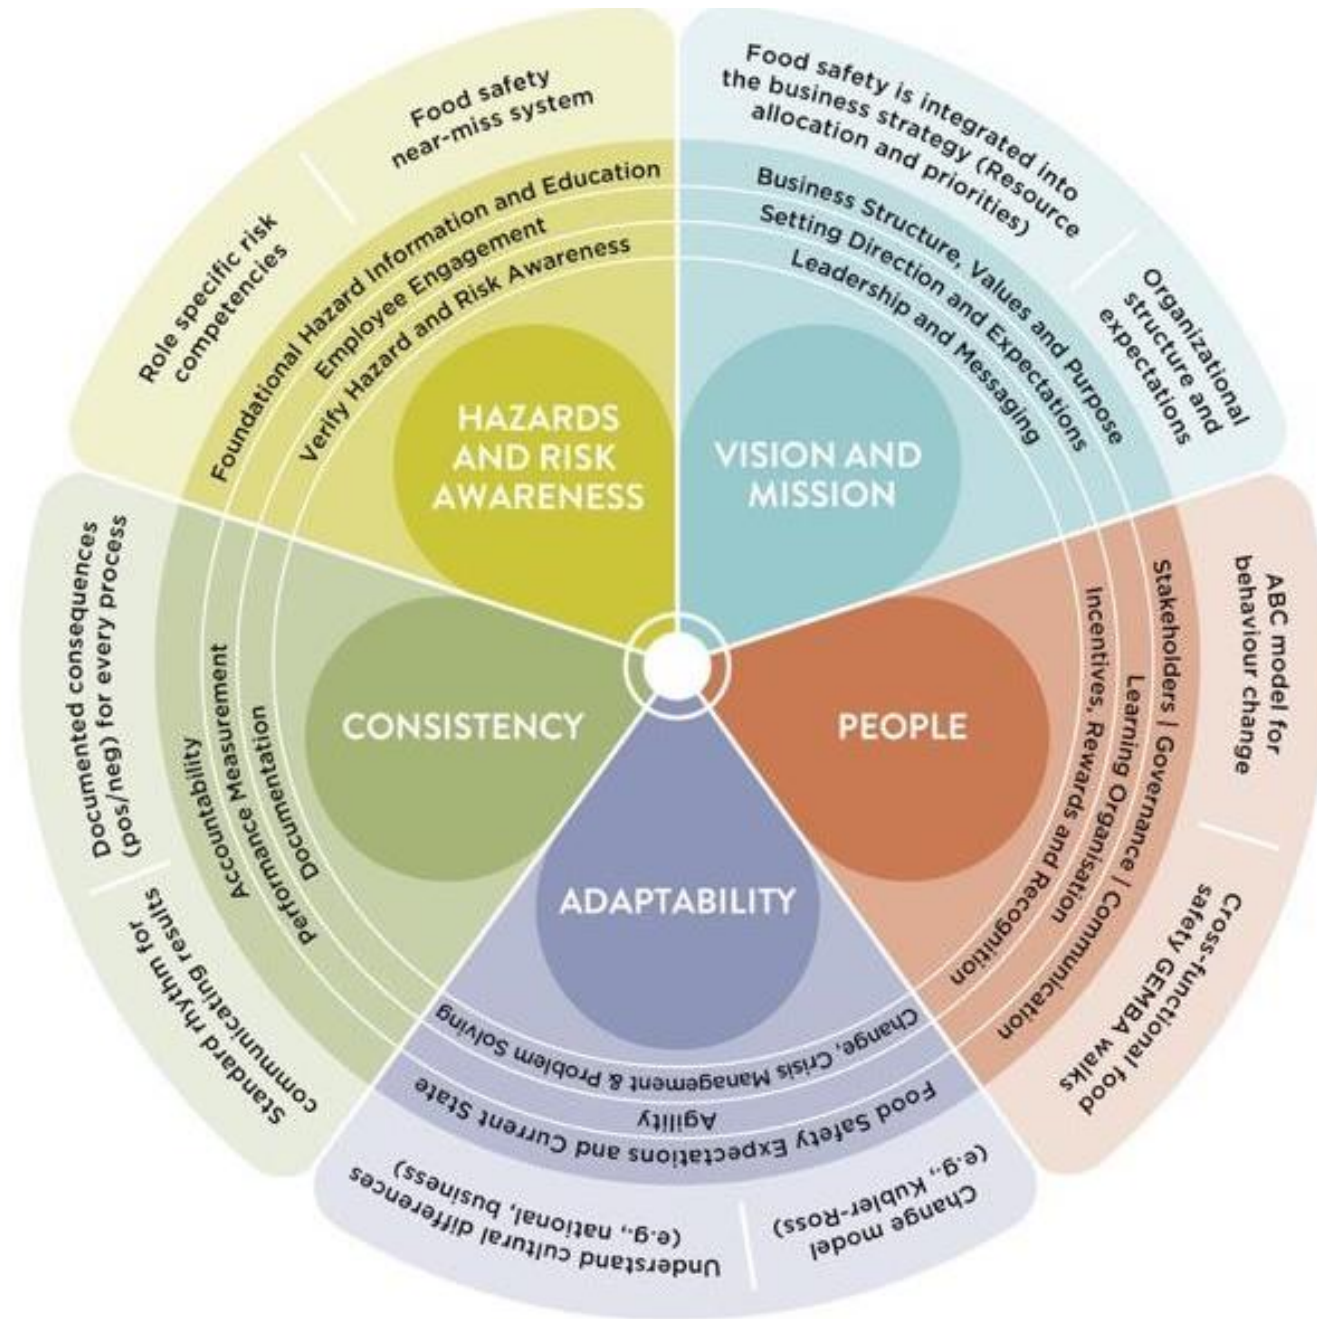 Food safety is integrated into
the business strategy (Resource
allocation and priorities)
Organizational
structure and
expectations
Business Structure, Values and Purpose
Setting Direction and Expectations
Leadership and Messaging
VISION AND
MISSION
ABC model for
behaviour change
Cross-functional food
safety GEMBA walks
Stakeholders | Governance | Communication
Learning Organisation
Incentives, Rewards and Recognition
PEOPLE
Change model
(e.g., Kubler-Ross)
Understand cultural differences
(e.g., national, business)
Food Safety Expectations and Current State
Agility
Change, Crisis Management & Problem Solving
ADAPTABILITY
Standard rhythm for
communicating results
Documented consequences
(pos/neg) for every process
Accountability
Performance Measurement
Documentation
CONSISTENCY
Role specific risk
competencies
Food safety
near-miss system
Foundational Hazard Information and Education
Employee Engagement
Verify Hazard and Risk Awareness
HAZARDS
AND RISK
AWARENESS